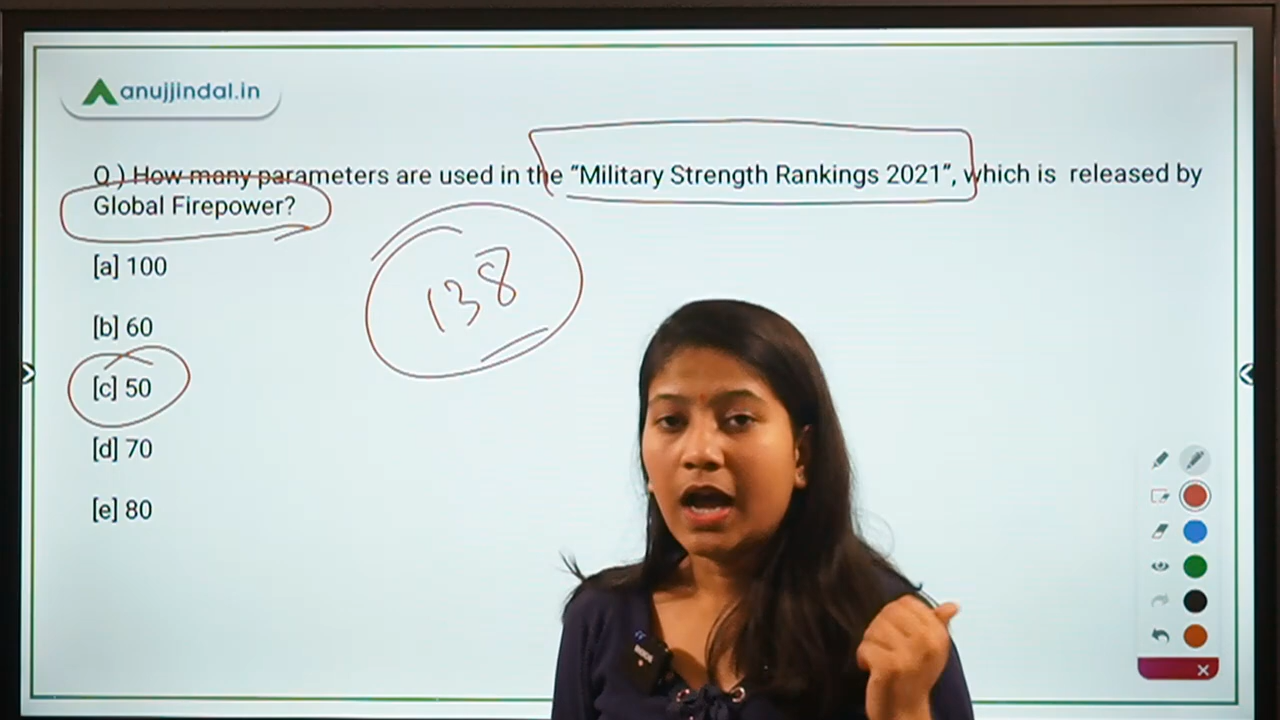 anujjindal.in
Q.) How many parameters are used in the “Military Strength Rankings 2021”, which is released by
Global Firepower?
138
[a] 100
[b] 60
[c] 50
[d] 70
[e] 80